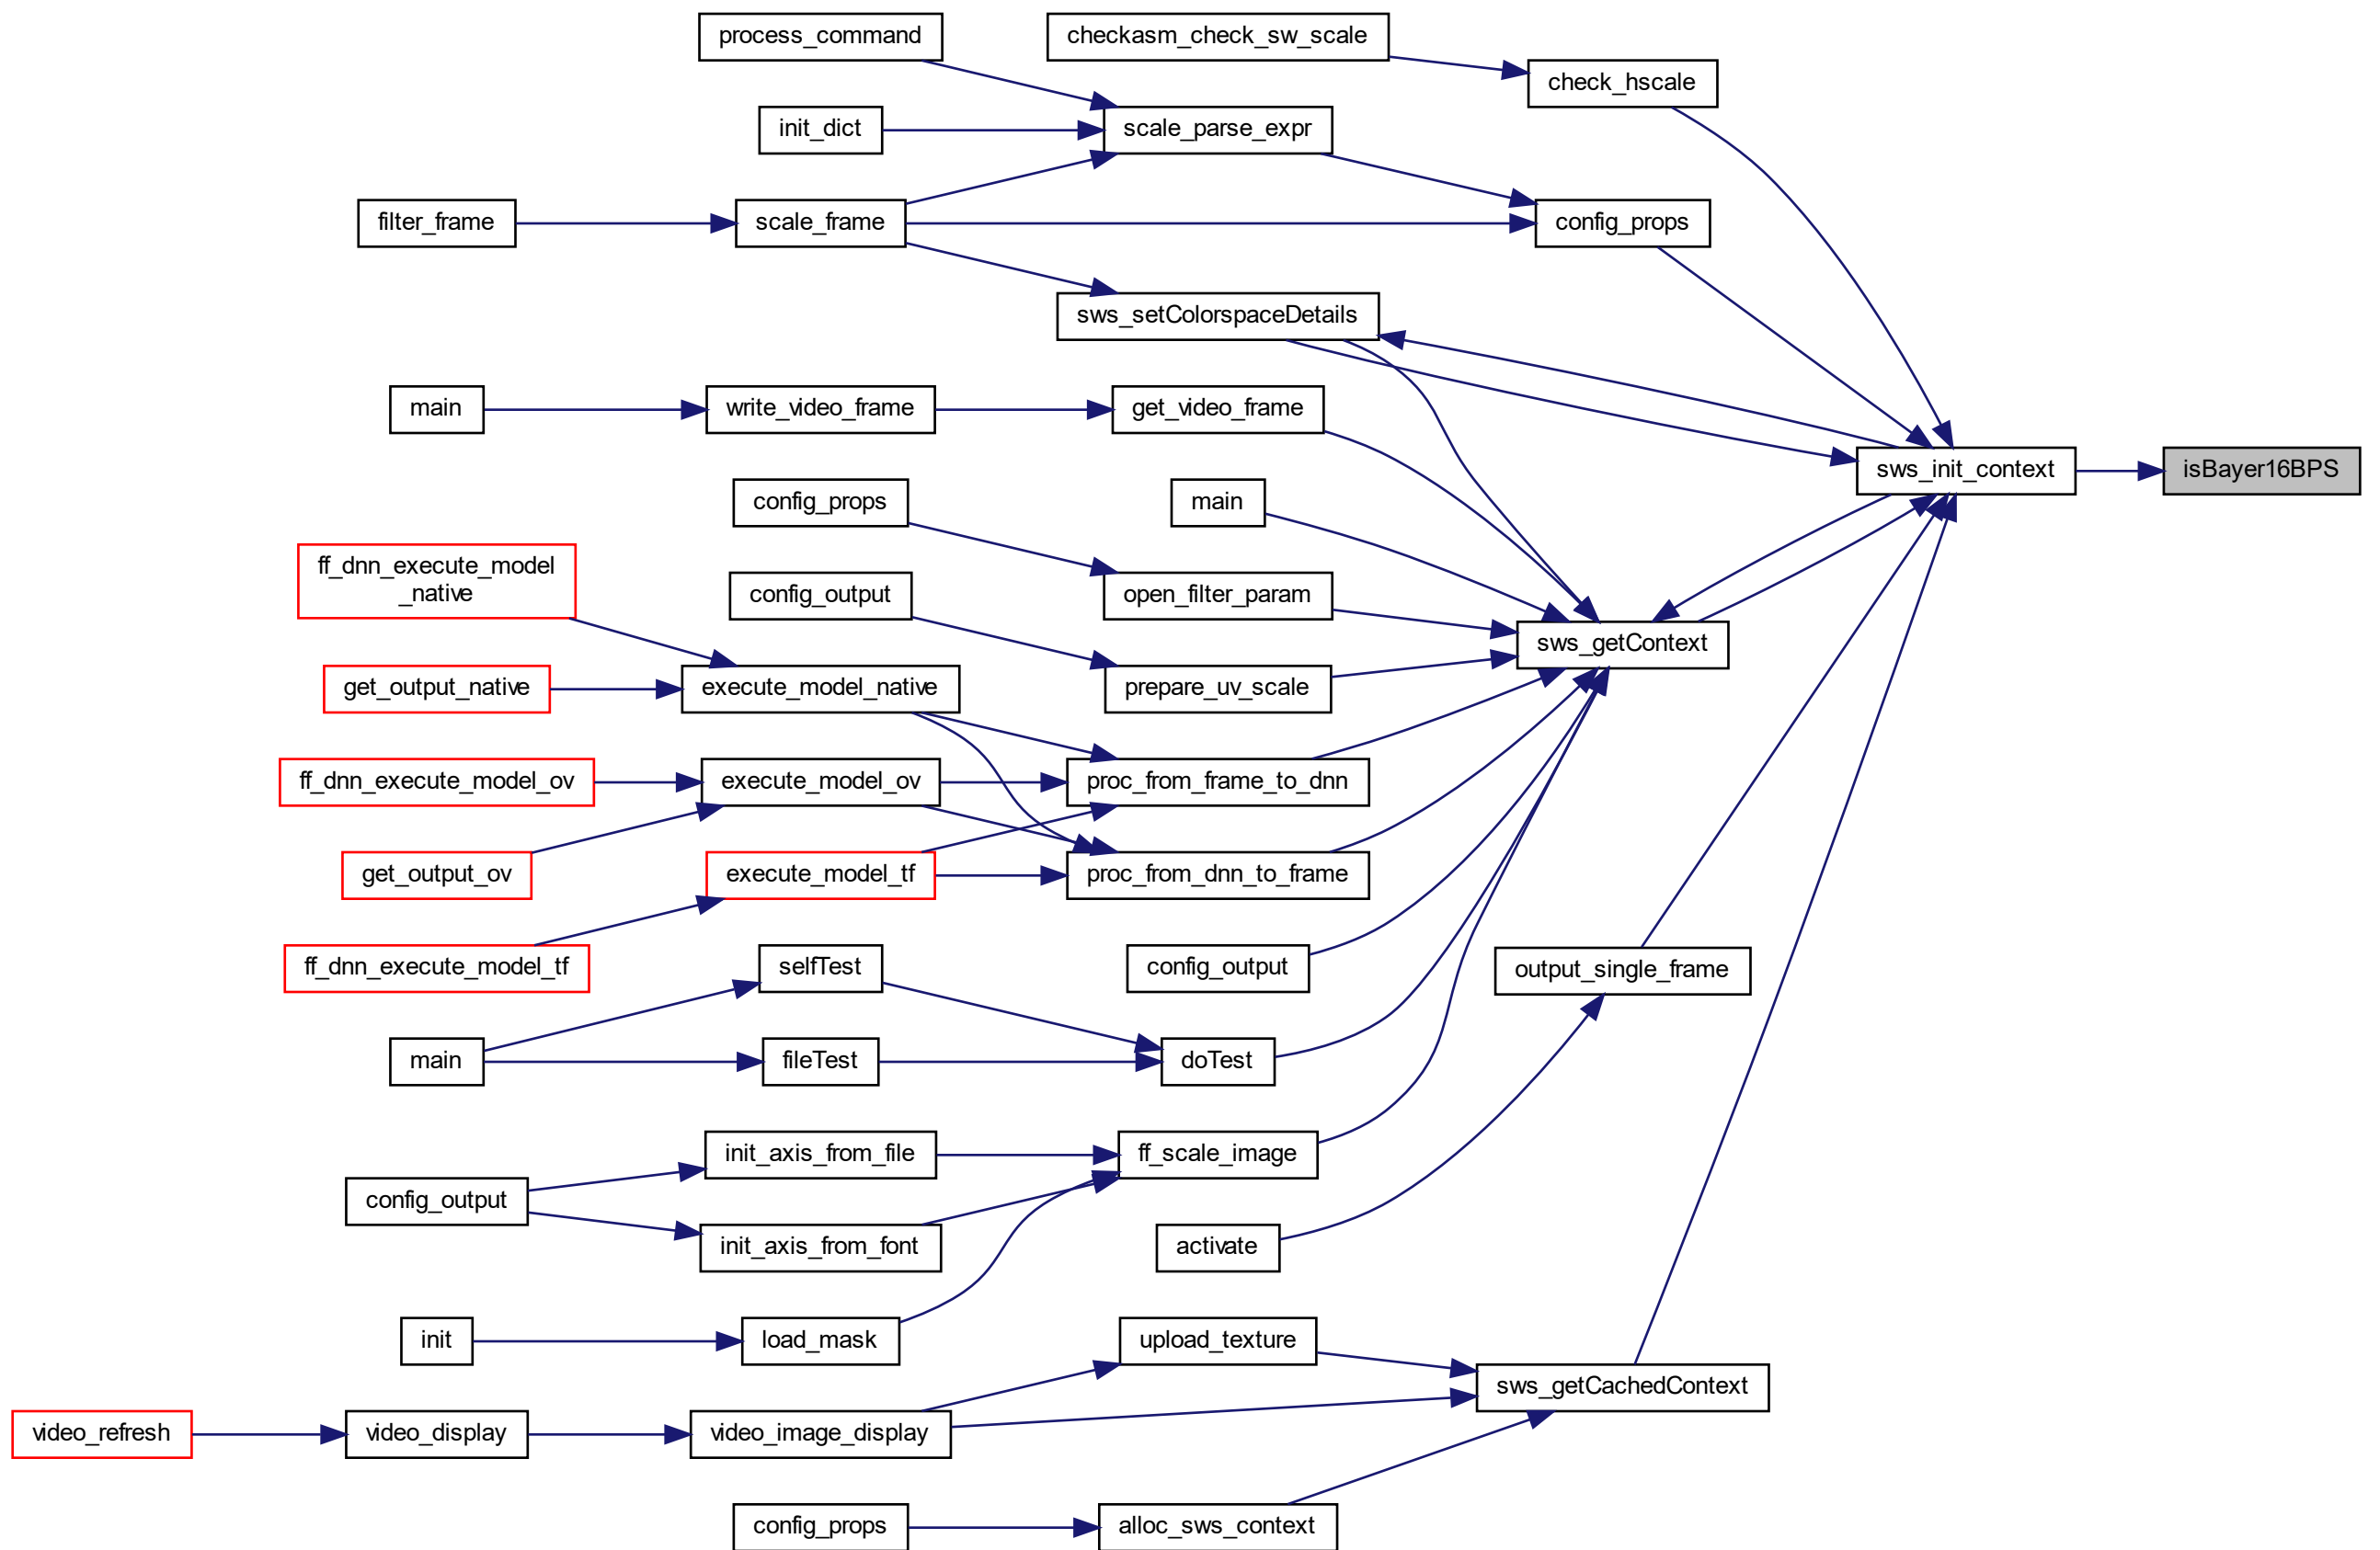 process_command
checkasm_check_sw_scale
check_hscale
init_dict
scale_parse_expr
filter_frame
scale_frame
config_props
sws_setColorspaceDetails
main
write_video_frame
get_video_frame
sws_init_context
isBayer16BPS
config_props
main
ff_dnn_execute_model
_native
config_output
open_filter_param
sws_getContext
get_output_native
execute_model_native
prepare_uv_scale
ff_dnn_execute_model_ov
execute_model_ov
proc_from_frame_to_dnn
get_output_ov
execute_model_tf
proc_from_dnn_to_frame
ff_dnn_execute_model_tf
selfTest
config_output
output_single_frame
main
fileTest
doTest
init_axis_from_file
ff_scale_image
config_output
init_axis_from_font
activate
init
load_mask
upload_texture
sws_getCachedContext
video_refresh
video_display
video_image_display
config_props
alloc_sws_context